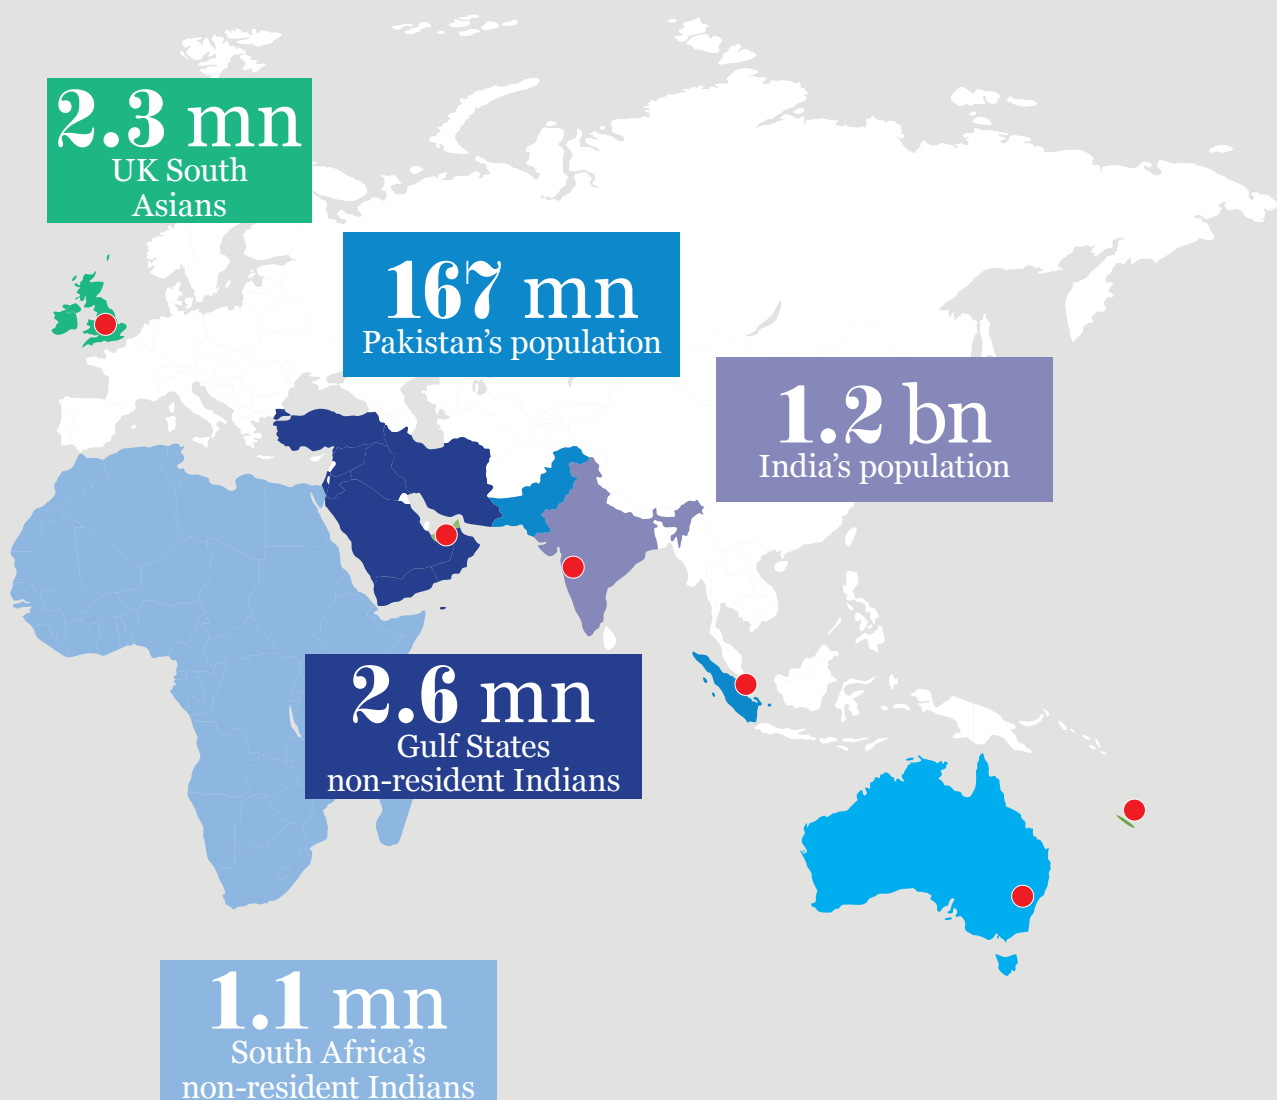 2.3 mn
UK South
Asians
167 mn
Pakistan’s population
1.2 bn
India’s population
2.6 mn
Gulf States
non-resident Indians
1.1 mn
South Africa’s
non-resident Indians